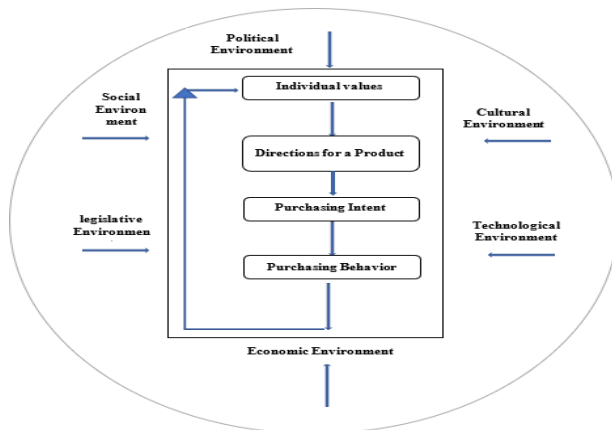 Political
Environment
Individual values
Social
Environ
ment
Cultural
Environment
Directions for a Product
Purchasing Intent
legislative
Environmen
Technological
Environment
Purchasing Behavior
Economic Environment